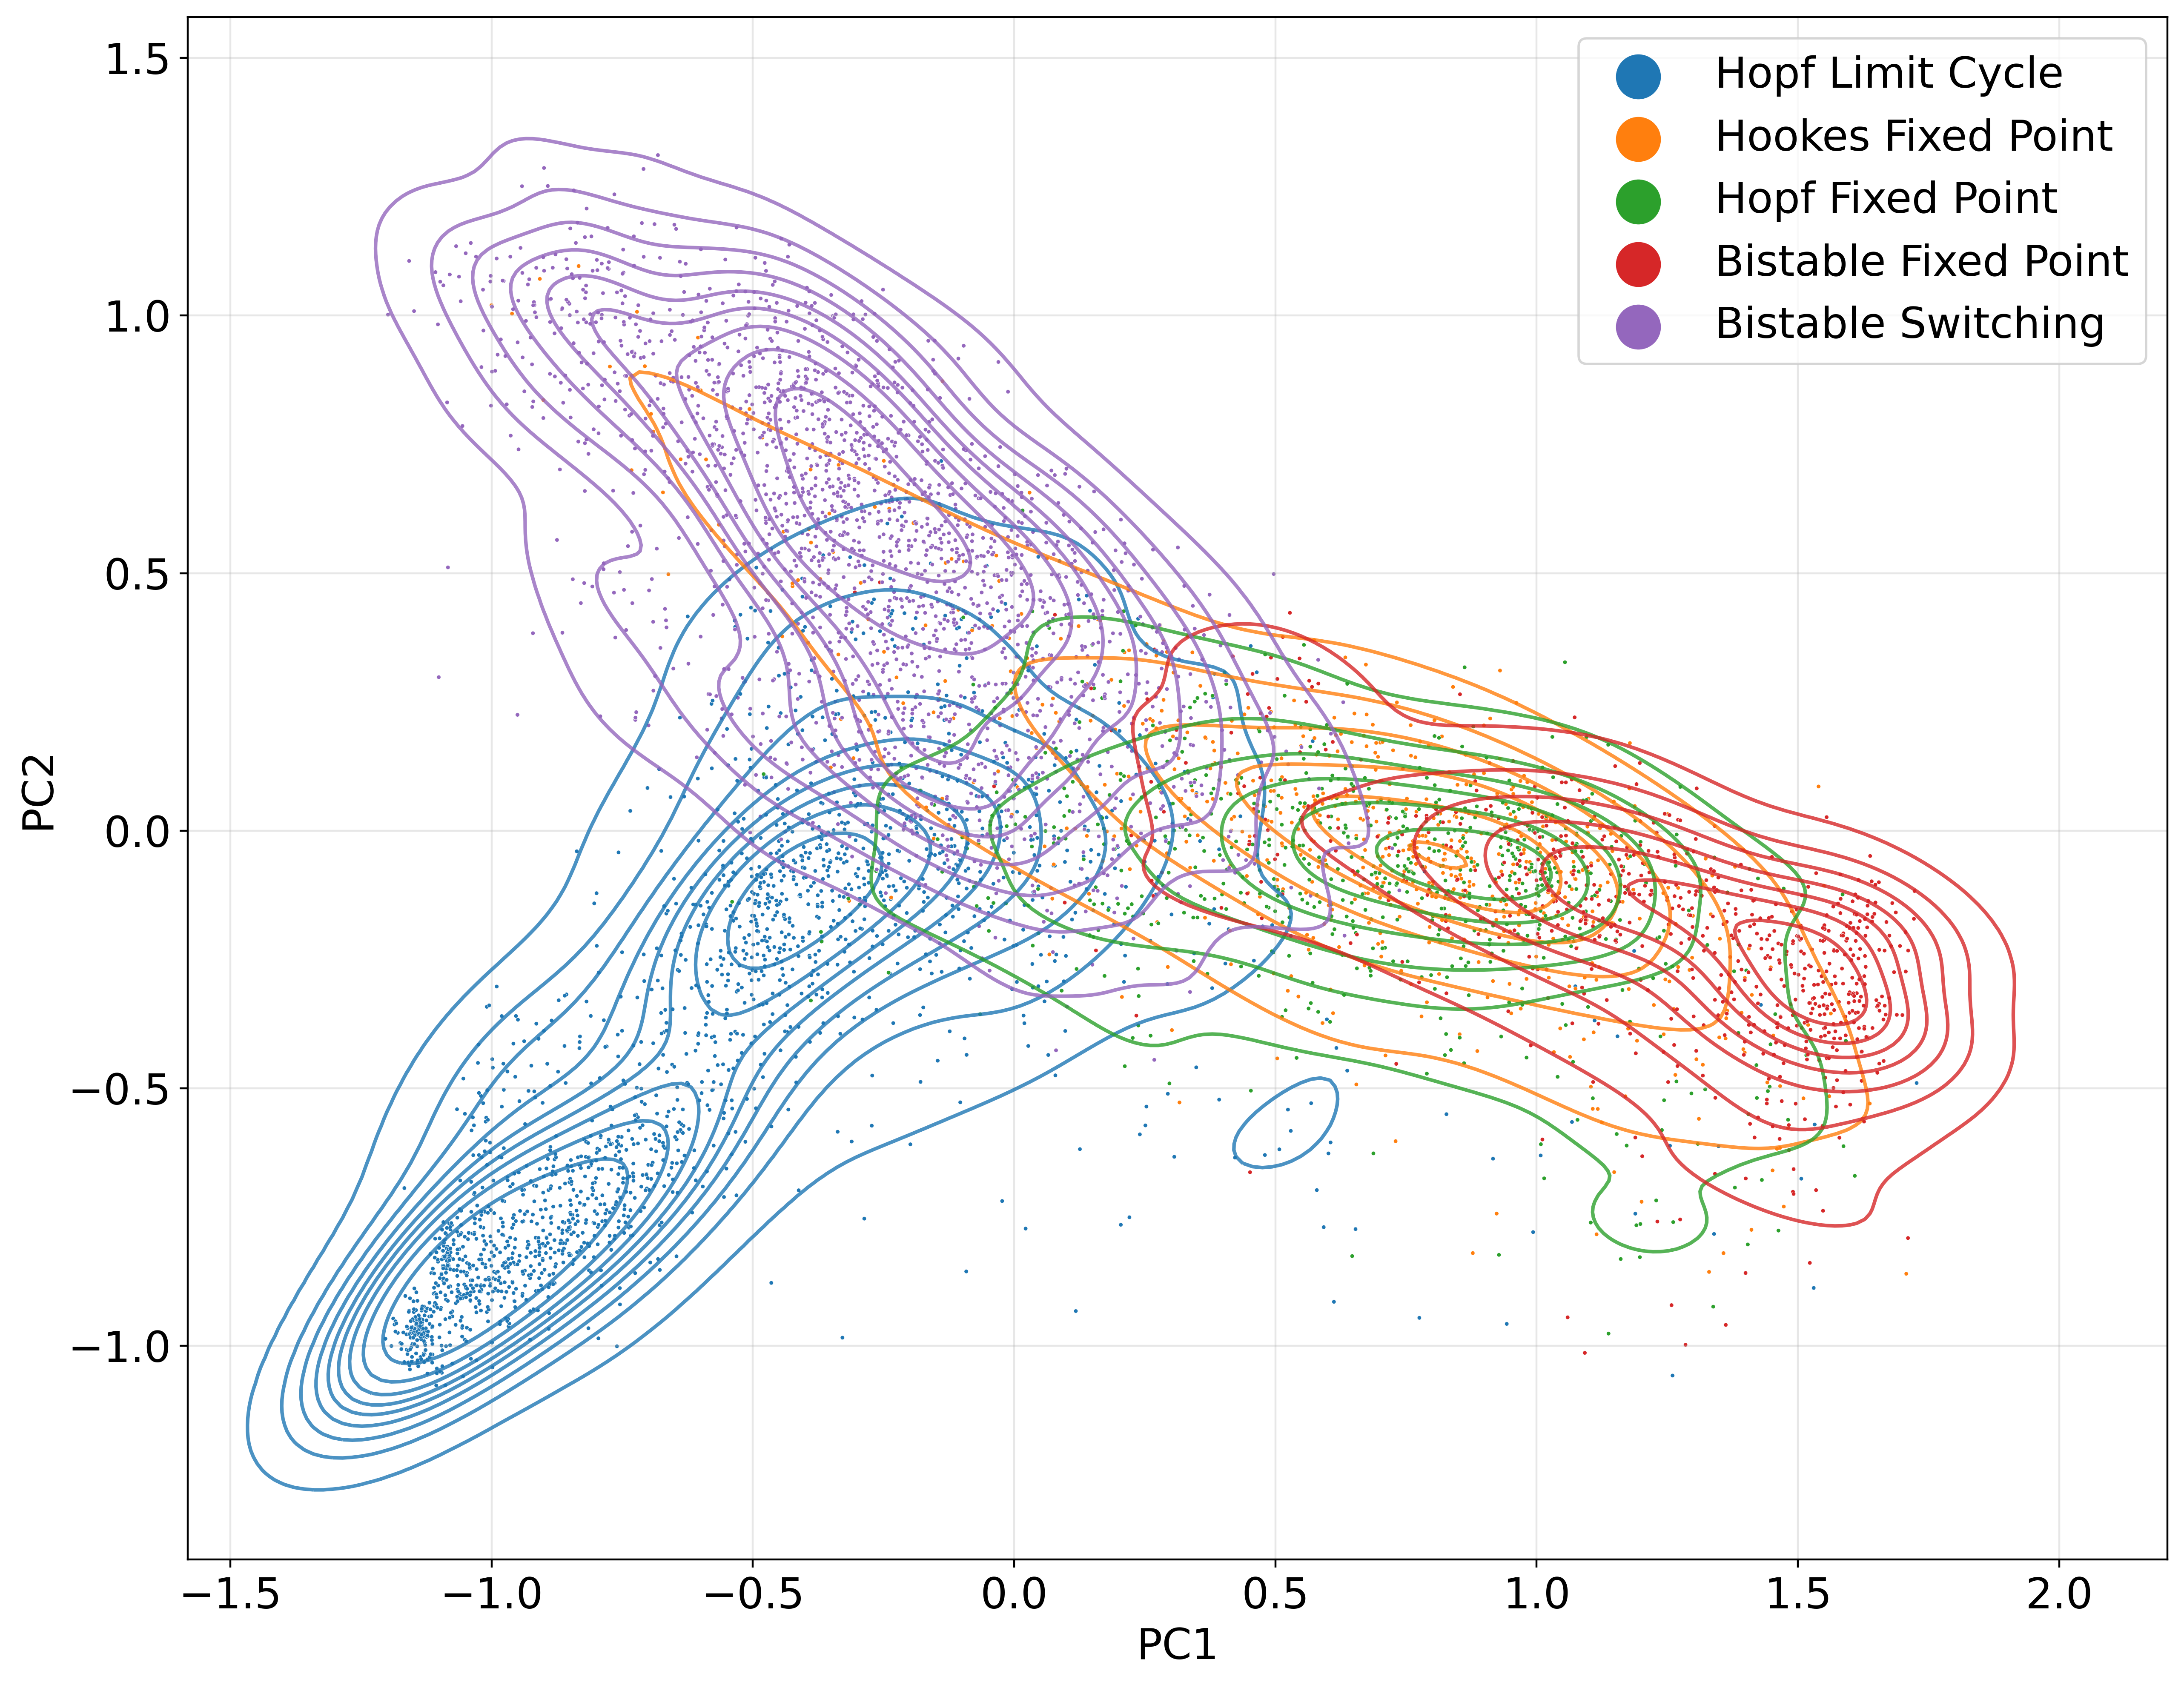 Hopf Limit Cycle
Hookes Fixed Point
Hopf Fixed Point
Bistable Fixed Point
Bistable Switching
1.5
1.0
0.5
0.0
−0.5
−1.0
PC2
−1.5 −1.0 −0.5 0.0 0.5 1.0 1.5 2.0
PC1